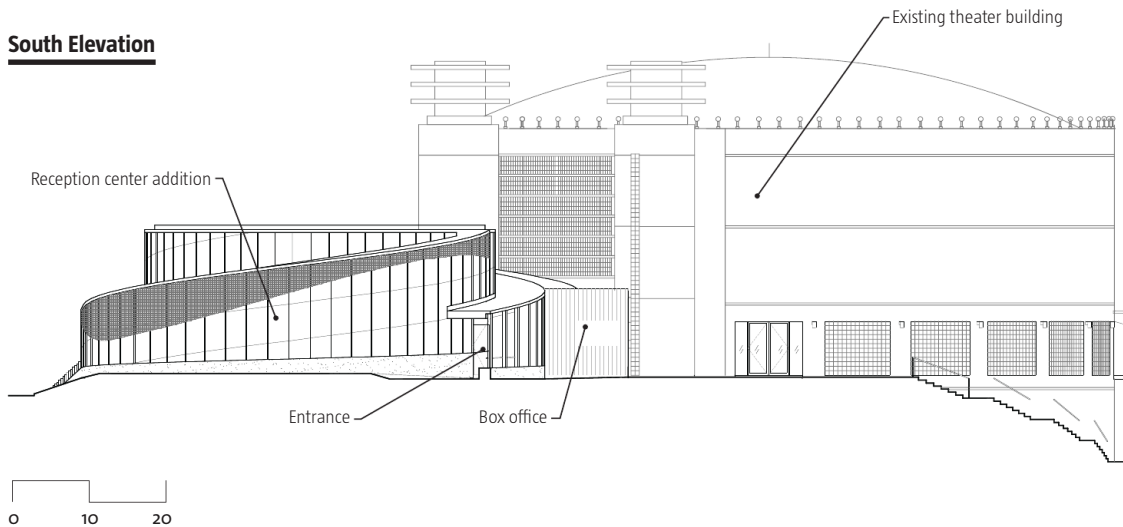 South Elevation
Existing theater building
Reception center addition
Entrance
Box office
0 10 20